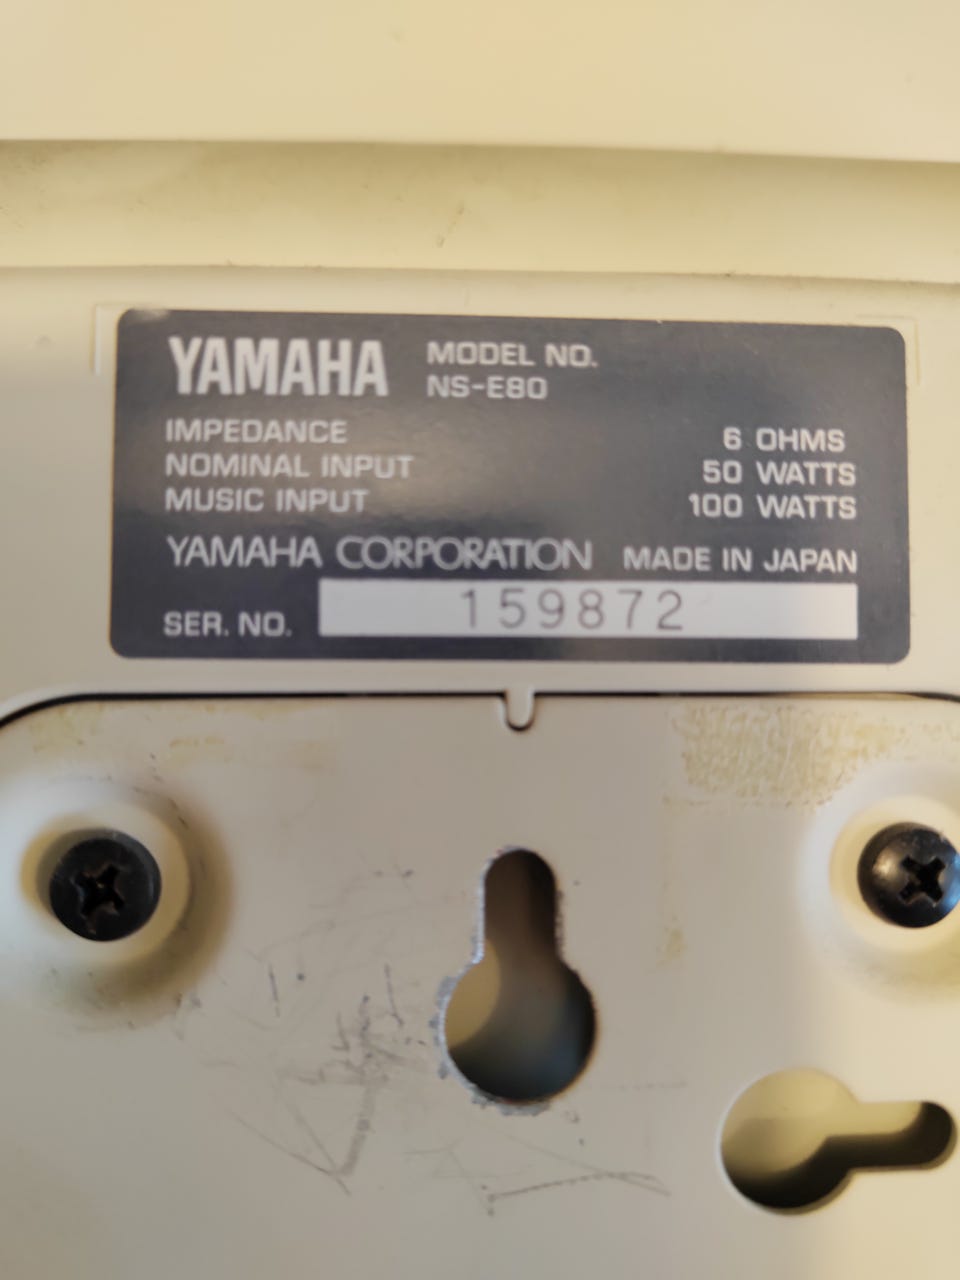 YAMAHA MODEL NO.
NS-E80
IMPEDANCE 6 OHMS
NOMINAL INPUT 50 WATTS
MUSIC INPUT 100 WATTS
YAMAHA CORPORATION MADE IN JAPAN
SER. NO. 159872